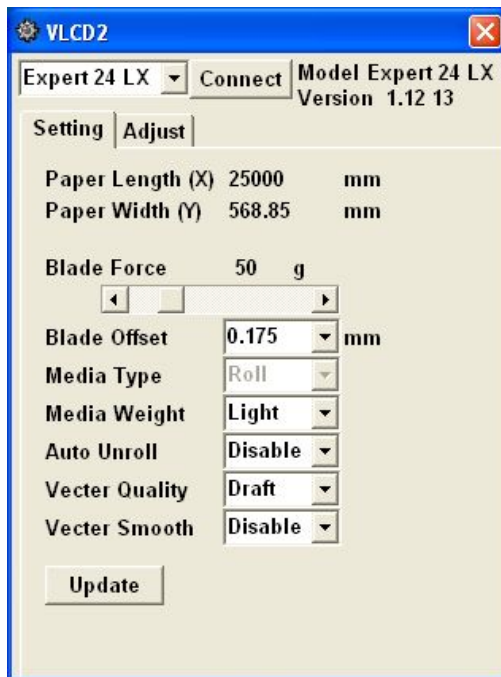 VLCD2
Expert 24 LX Connect Model Expert 24 LX
Version 1.12 13
Setting Adjust
Paper Length (X) 25000 mm
Paper Width (Y) 568.85 mm
Blade Force 50 g
Blade Offset 0.175 mm
Media Type Roll
Media Weight Light
Auto Unroll Disable
Vecter Quality Draft
Vecter Smooth Disable
Update